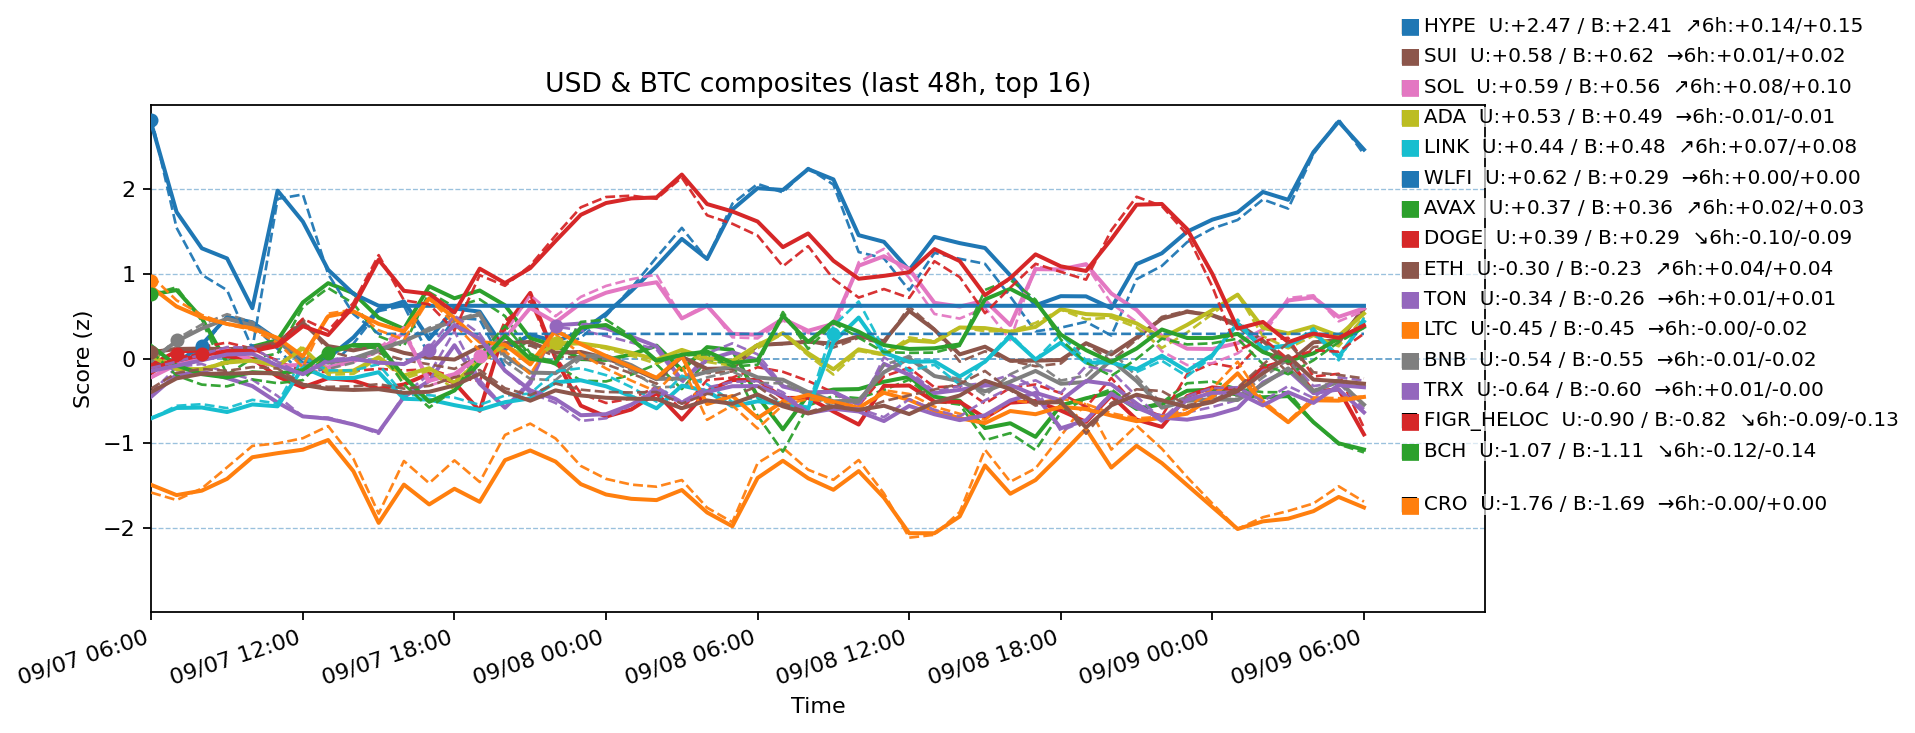 USD & BTC composites (last 48h, top 16)
HYPE  U:+2.47 / B:+2.41  ↗6h:+0.14/+0.15
SUI  U:+0.58 / B:+0.62  →6h:+0.01/+0.02
SOL  U:+0.59 / B:+0.56  ↗6h:+0.08/+0.10
ADA  U:+0.53 / B:+0.49  →6h:-0.01/-0.01
LINK  U:+0.44 / B:+0.48  ↗6h:+0.07/+0.08
WLFI  U:+0.62 / B:+0.29  →6h:+0.00/+0.00
AVAX  U:+0.37 / B:+0.36  ↗6h:+0.02/+0.03
DOGE  U:+0.39 / B:+0.29  ↘6h:-0.10/-0.09
ETH  U:-0.30 / B:-0.23  ↗6h:+0.04/+0.04
TON  U:-0.34 / B:-0.26  →6h:+0.01/+0.01
LTC  U:-0.45 / B:-0.45  →6h:-0.00/-0.02
BNB  U:-0.54 / B:-0.55  →6h:-0.01/-0.02
TRX  U:-0.64 / B:-0.60  →6h:+0.01/-0.00
FIGR_HELOC  U:-0.90 / B:-0.82  ↘6h:-0.09/-0.13
BCH  U:-1.07 / B:-1.11  ↘6h:-0.12/-0.14
CRO  U:-1.76 / B:-1.69  →6h:-0.00/+0.00
Score (z)
2
1
0
−1
−2
09/07 06:00
09/07 12:00
09/07 18:00
09/08 00:00
09/08 06:00
09/08 12:00
09/08 18:00
09/09 00:00
09/09 06:00
Time